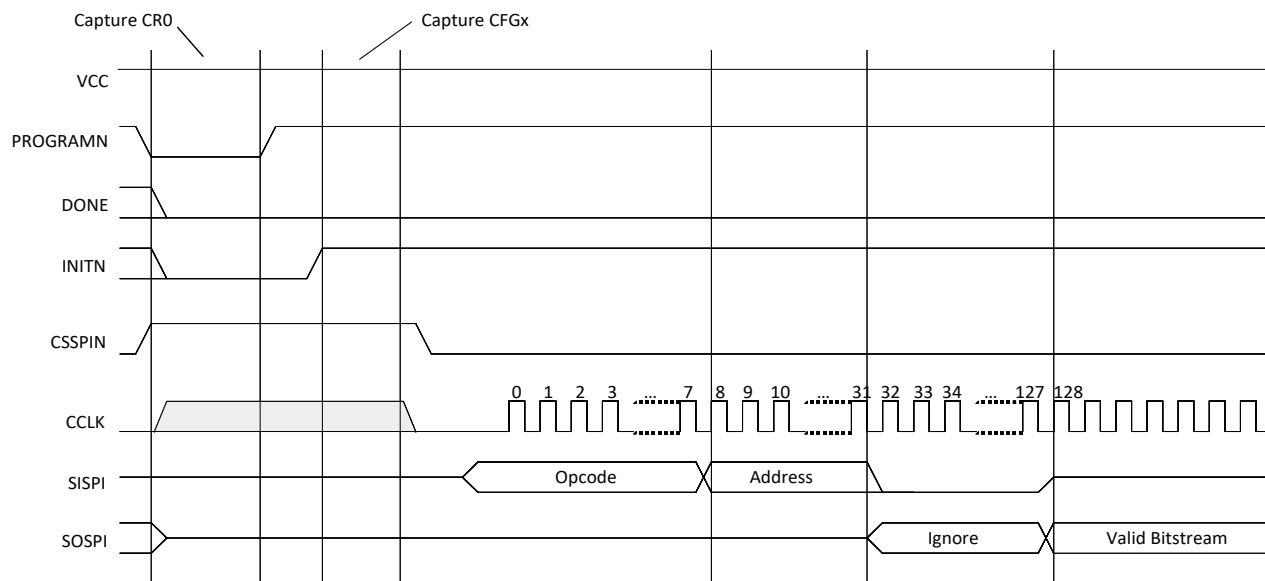 Capture CR0 Capture CFGx
VCC
PROGRAMN
DONE
INITN
CSSPIN
0 1 2 3 ... 7 8 9 10 ... 31 32 33 34 ... 127 128
CCLK
SISPI Opcode Address
SOSPI Ignore Valid Bitstream